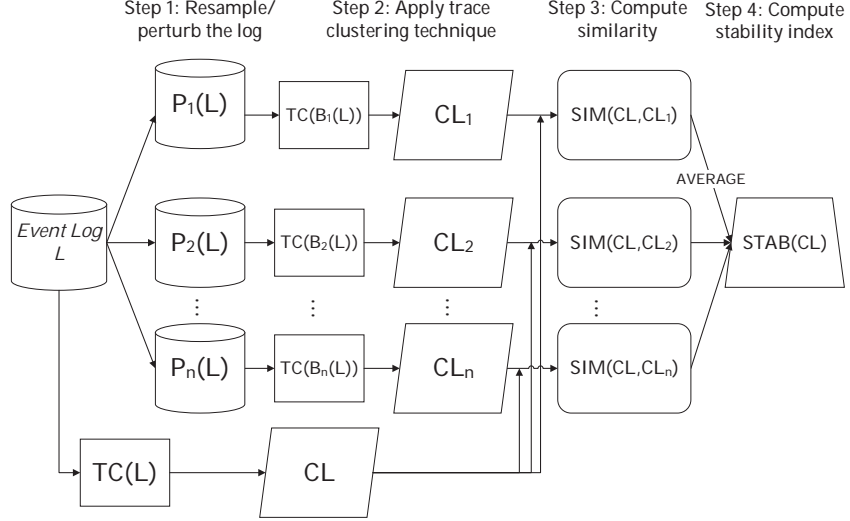 Step 1: Resample/
perturb the log
Step 2: Apply trace
clustering technique
Step 3: Compute
similarity
Step 4: Compute
stability index
P₁(L)
TC(B₁(L))
CL₁
SIM(CL,CL₁)
AVERAGE
Event Log
L
P₂(L)
TC(B₂(L))
CL₂
SIM(CL,CL₂)
STAB(CL)
⋮ ⋮ ⋮ ⋮
Pₙ(L)
TC(Bₙ(L))
CLₙ
SIM(CL,CLₙ)
TC(L)
CL